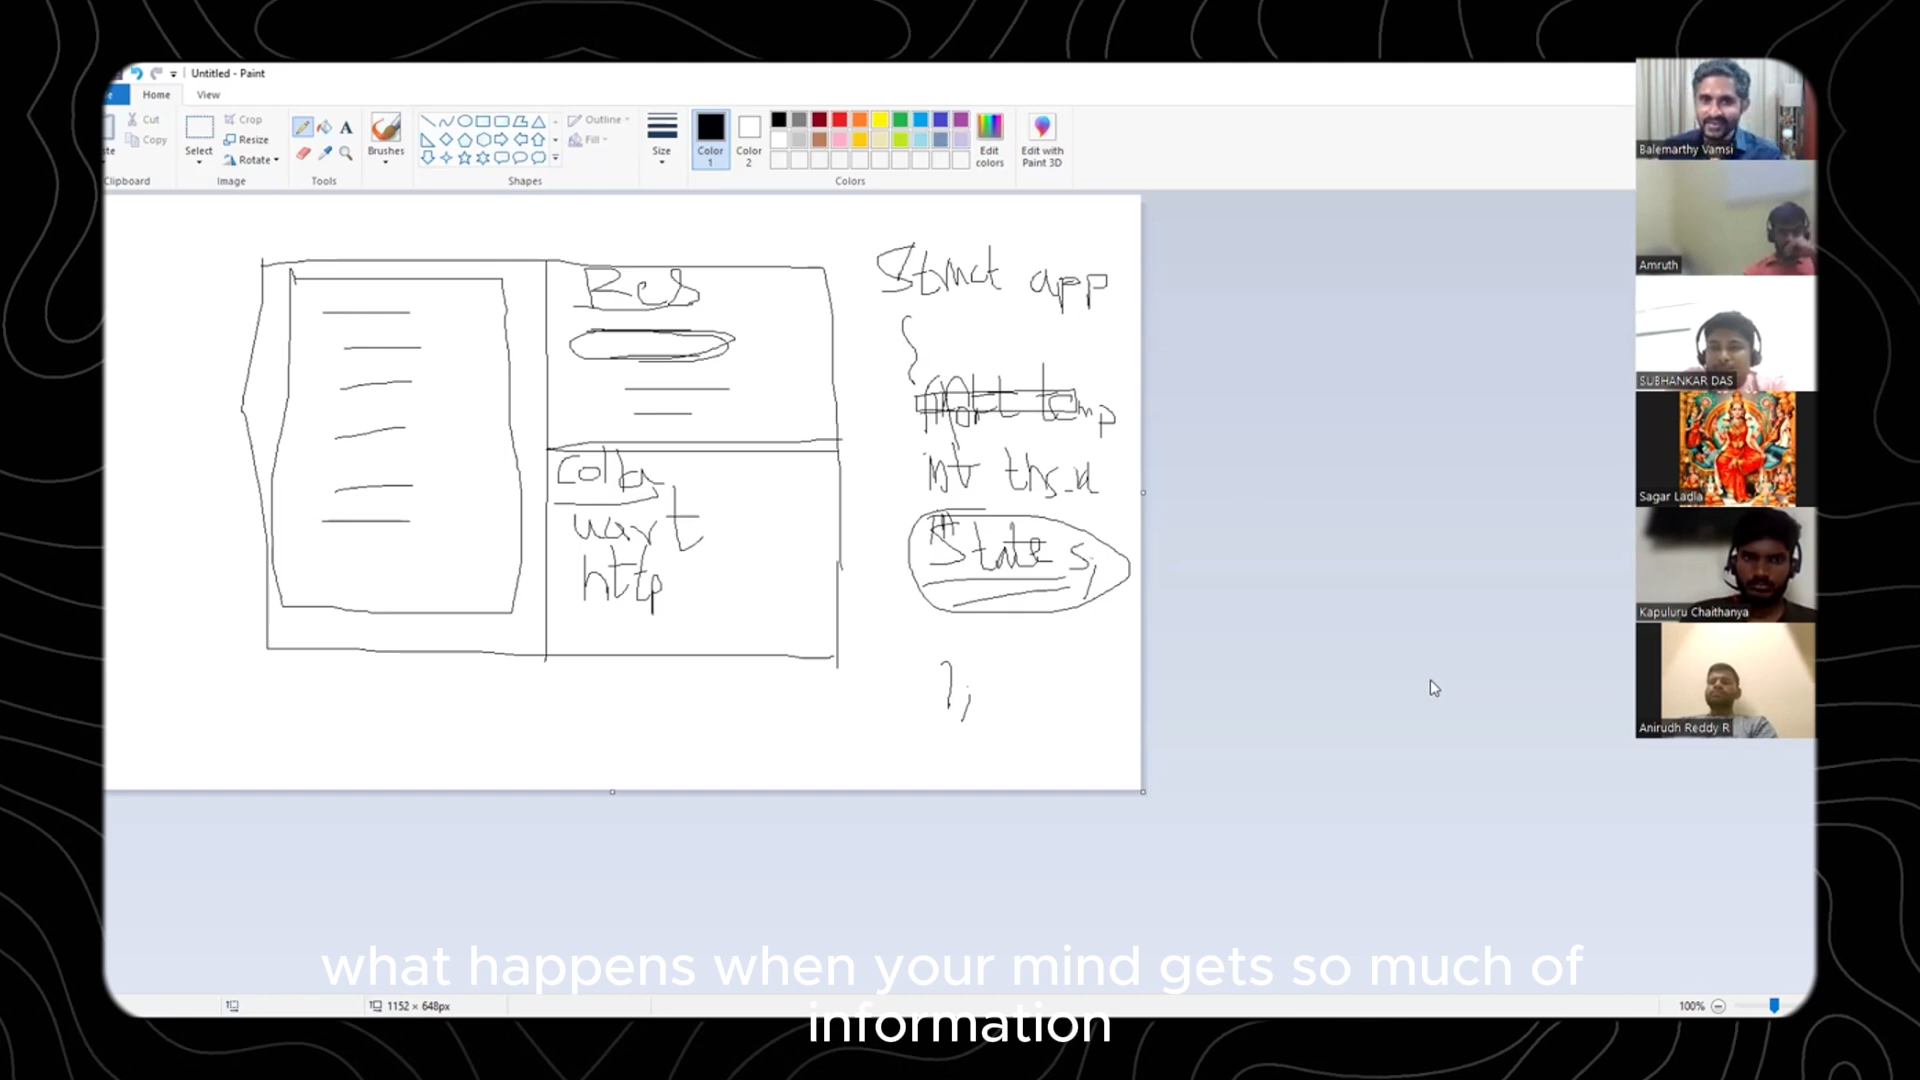 Untitled - Paint
Home
View
Cut
Copy
Clipboard
Select
Crop
Resize
Rotate
Image
Tools
Brushes
Shapes
Outline
Fill
Size
Color 1
Color 2
Colors
Edit colors
Edit with Paint 3D
Res
uart
http
Struct app
{
temp
int
State s;
};
Balemarthy Vamsi
Amruth
SUBHANKAR DAS
Sagar Ladla
Kapuluru Chaithanya
Anirudh Reddy R
what happens when your mind gets so much of
information
1152 × 648px
100%